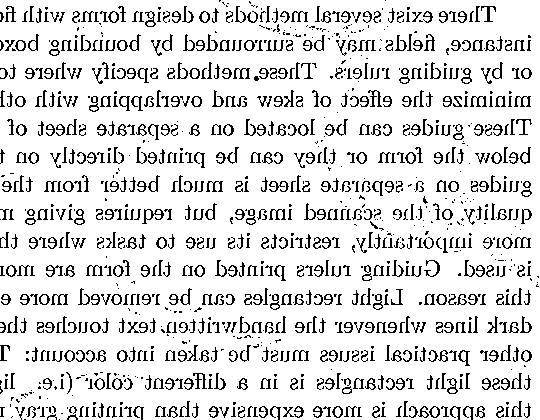 There exist several methods to design forms with fi
instance, fields may be surrounded by bounding box
or by guiding rulers. These methods specify where to
minimize the effect of skew and overlapping with oth
These guides can be located on a separate sheet of
below the form or they can be printed directly on t
guides on a separate sheet is much better from the
quality of the scanned image, but requires giving m
more importantly, restricts its use to tasks where th
is used. Guiding rulers printed on the form are mor
this reason. Light rectangles can be removed more e
dark lines whenever the handwritten text touches the
other practical issues must be taken into account: T
these light rectangles is in a different color (i.e. lig
this approach is more expensive than printing gray r